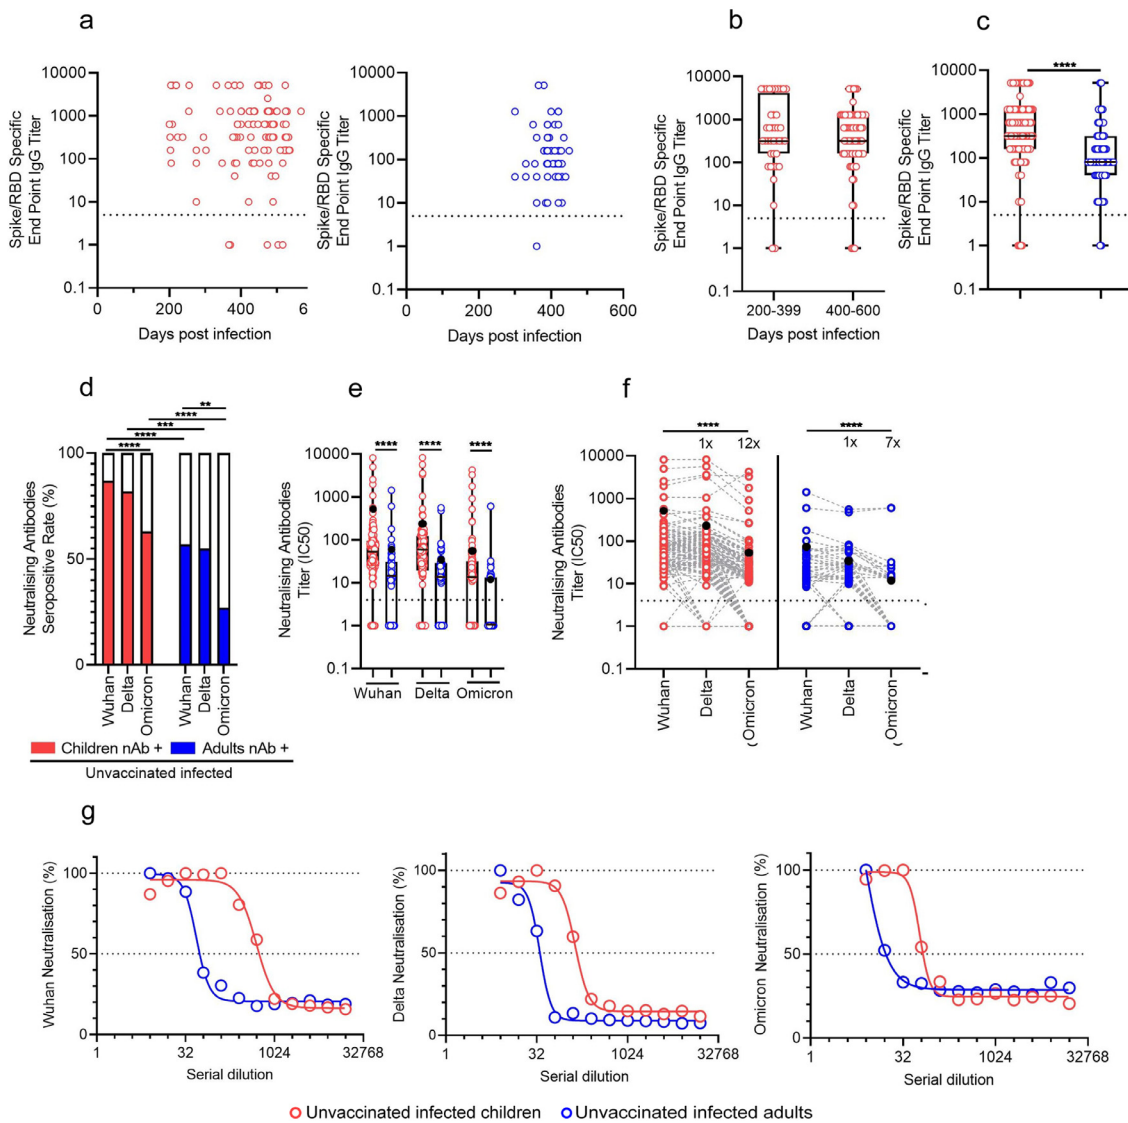 a
b
c
Spike/RBD Specific
End Point IgG Titer
10000
1000
100
10
1
0.1
0
200
400
6
Days post infection
Spike/RBD Specific
End Point IgG Titer
10000
1000
100
10
1
0.1
0
200
400
600
Days post infection
Spike/RBD Specific
End Point IgG Titer
10000
1000
100
10
1
0.1
200-399
400-600
Days post infection
Spike/RBD Specific
End Point IgG Titer
****
10000
1000
100
10
1
0.1
d
e
f
Neutralising Antibodies
Seropositive Rate (%)
**
****
***
****
****
100
50
0
Wuhan
Delta
Omicron
Wuhan
Delta
Omicron
Children nAb +
Adults nAb +
Unvaccinated infected
Neutralising Antibodies
Titer (IC50)
****
****
****
10000
1000
100
10
1
0.1
Wuhan
Delta
Omicron
Neutralising Antibodies
Titer (IC50)
****
1x
12x
****
1x
7x
10000
1000
100
10
1
0.1
Wuhan
Delta
Omicron
Wuhan
Delta
Omicron
g
Wuhan Neutralisation (%)
100
50
0
1
32
1024
32768
Serial dilution
Delta Neutralisation (%)
100
50
0
1
32
1024
32768
Serial dilution
Omicron Neutralisation (%)
100
50
0
1
32
1024
32768
Serial dilution
Unvaccinated infected children
Unvaccinated infected adults